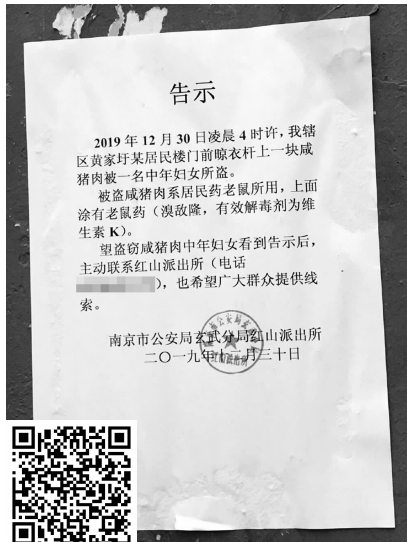 告示
2019 年 12 月 30 日凌晨 4 时许，我辖
区黄家圩某居民楼门前晾衣杆上一块咸
猪肉被一名中年妇女所盗。
被盗咸猪肉系居民药老鼠所用，上面
涂有老鼠药（溴敌隆，有效解毒剂为维
生素 K）。
望盗窃咸猪肉中年妇女看到告示后，
主动联系红山派出所（电话
），也希望广大群众提供线
索。
南京市公安局玄武分局红山派出所
二〇一九年十二月三十日
红山派出所